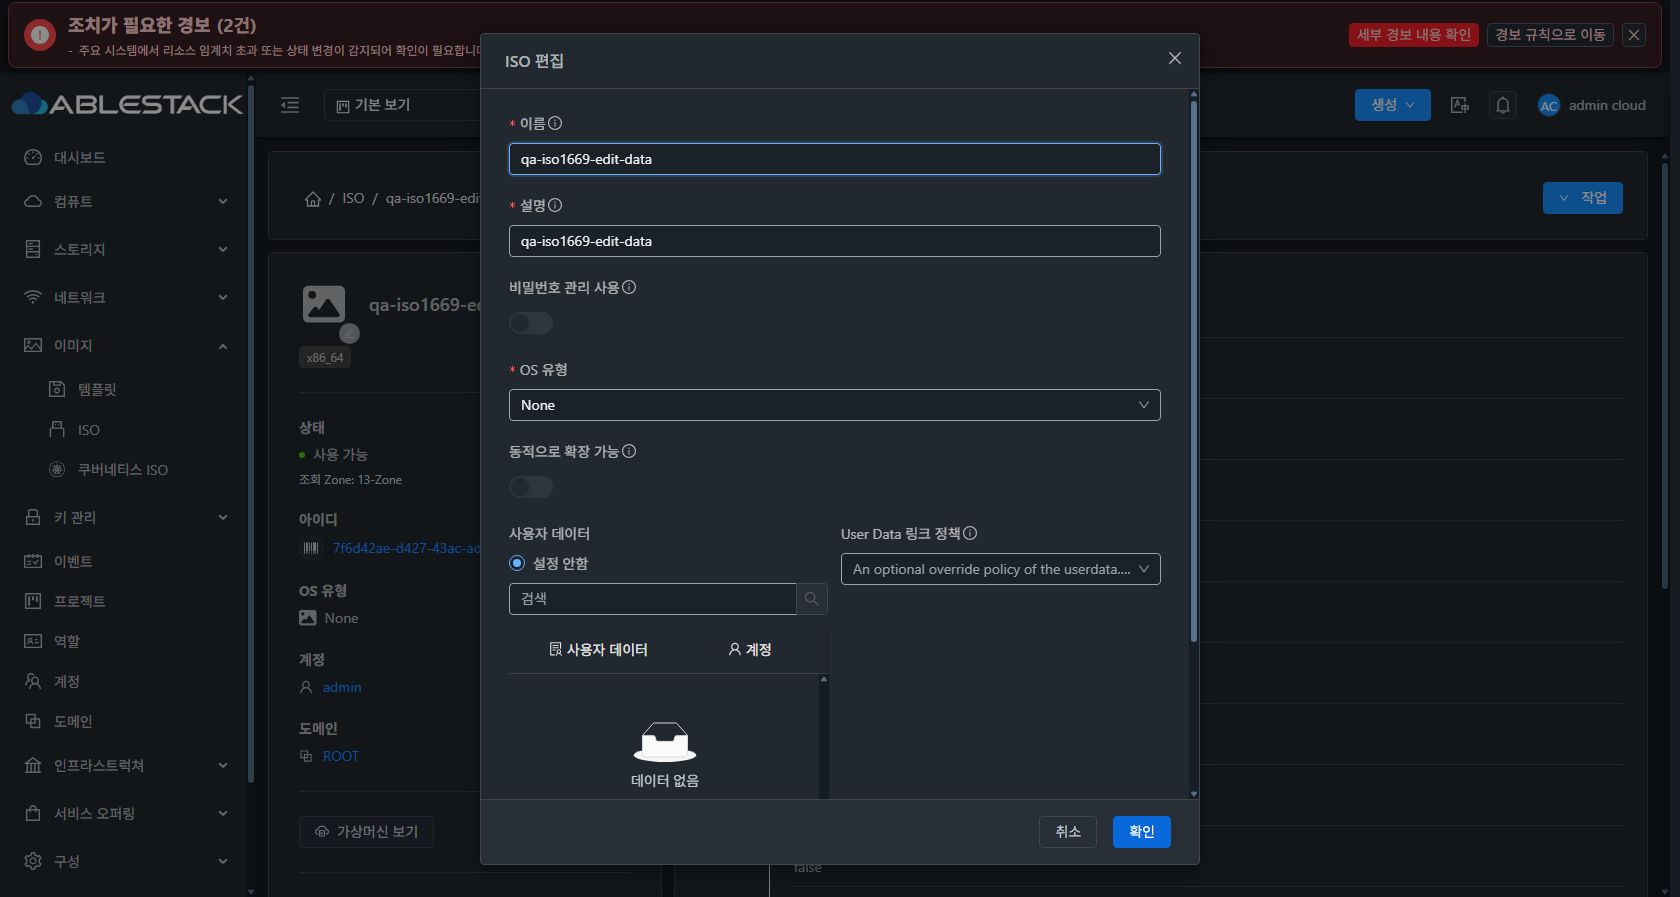 조치가 필요한 경보 (2건)
- 주요 시스템에서 리소스 임계치 초과 또는 상태 변경이 감지되어 확인이 필요합니다
세부 경보 내용 확인
경보 규칙으로 이동
ABLESTACK
기본 보기
생성
AC admin cloud
대시보드
컴퓨트
스토리지
네트워크
이미지
템플릿
ISO
쿠버네티스 ISO
키 관리
이벤트
프로젝트
역할
계정
도메인
인프라스트럭쳐
서비스 오퍼링
구성
/ ISO / qa-iso1669-edi
작업
qa-iso1669-e
x86_64
상태
사용 가능
조회 Zone: 13-Zone
아이디
7f6d42ae-d427-43ac-ad
OS 유형
None
계정
admin
도메인
ROOT
가상머신 보기
false
ISO 편집
* 이름
qa-iso1669-edit-data
* 설명
qa-iso1669-edit-data
비밀번호 관리 사용
* OS 유형
None
동적으로 확장 가능
사용자 데이터
설정 안함
검색
사용자 데이터
계정
데이터 없음
User Data 링크 정책
An optional override policy of the userdata....
취소
확인